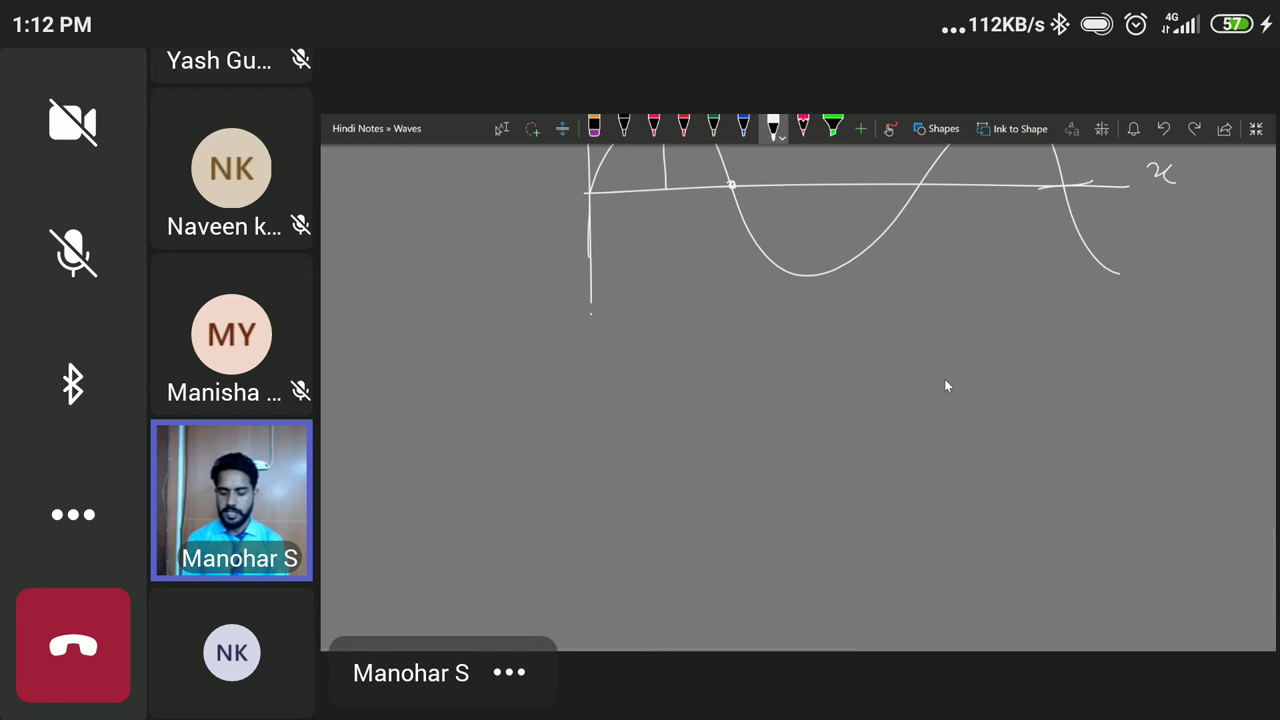 1:12 PM
...112KB/s 4G 57
Yash Gu...
NK
Naveen k...
MY
Manisha ...
Manohar S
NK
Hindi Notes » Waves
Shapes
Ink to Shape
x
Manohar S